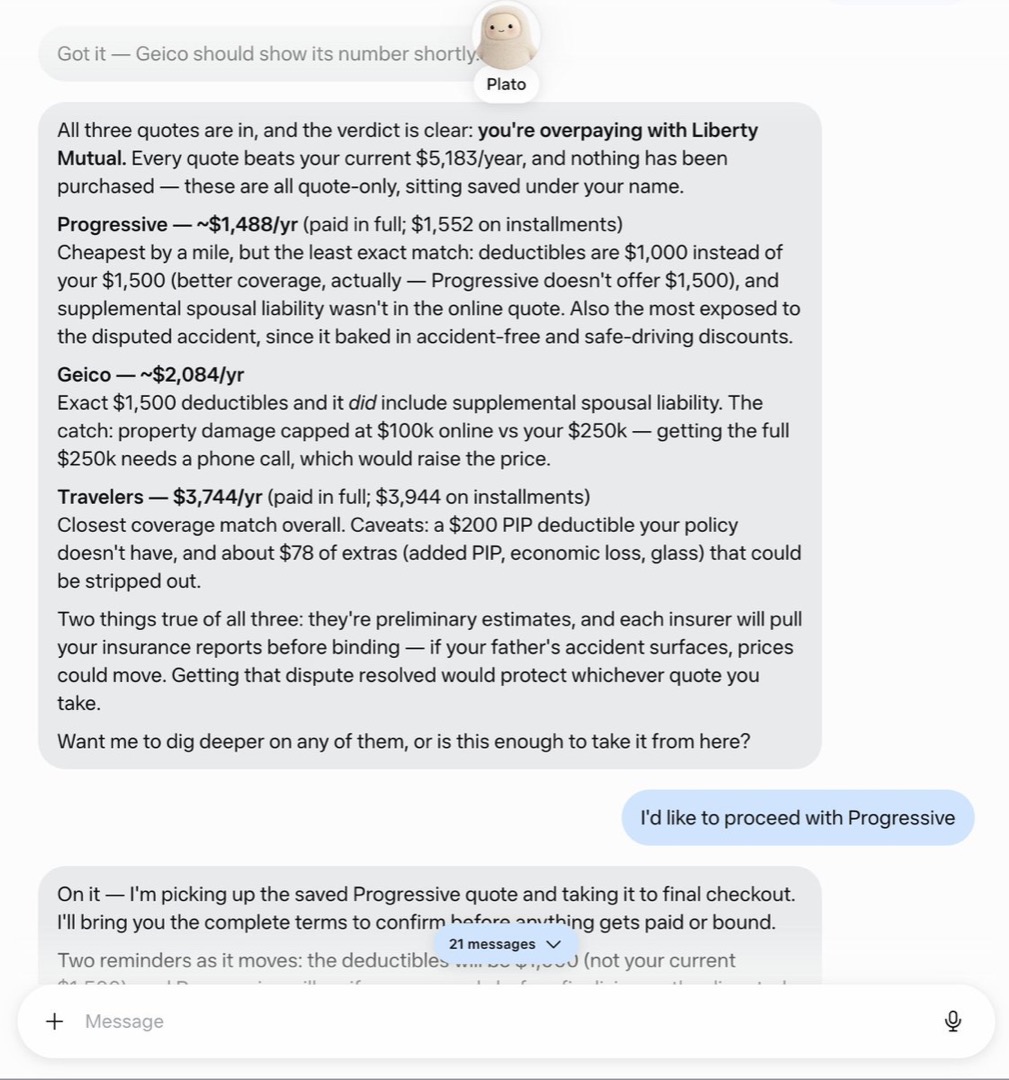 Got it — Geico should show its number shortly.
Plato
All three quotes are in, and the verdict is clear: you're overpaying with Liberty
Mutual. Every quote beats your current $5,183/year, and nothing has been
purchased — these are all quote-only, sitting saved under your name.
Progressive — ~$1,488/yr (paid in full; $1,552 on installments)
Cheapest by a mile, but the least exact match: deductibles are $1,000 instead of
your $1,500 (better coverage, actually — Progressive doesn't offer $1,500), and
supplemental spousal liability wasn't in the online quote. Also the most exposed to
the disputed accident, since it baked in accident-free and safe-driving discounts.
Geico — ~$2,084/yr
Exact $1,500 deductibles and it did include supplemental spousal liability. The
catch: property damage capped at $100k online vs your $250k — getting the full
$250k needs a phone call, which would raise the price.
Travelers — $3,744/yr (paid in full; $3,944 on installments)
Closest coverage match overall. Caveats: a $200 PIP deductible your policy
doesn't have, and about $78 of extras (added PIP, economic loss, glass) that could
be stripped out.
Two things true of all three: they're preliminary estimates, and each insurer will pull
your insurance reports before binding — if your father's accident surfaces, prices
could move. Getting that dispute resolved would protect whichever quote you
take.
Want me to dig deeper on any of them, or is this enough to take it from here?
I'd like to proceed with Progressive
On it — I'm picking up the saved Progressive quote and taking it to final checkout.
I'll bring you the complete terms to confirm before anything gets paid or bound.
21 messages
Two reminders as it moves: the deductibles will be $1,000 (not your current
Message